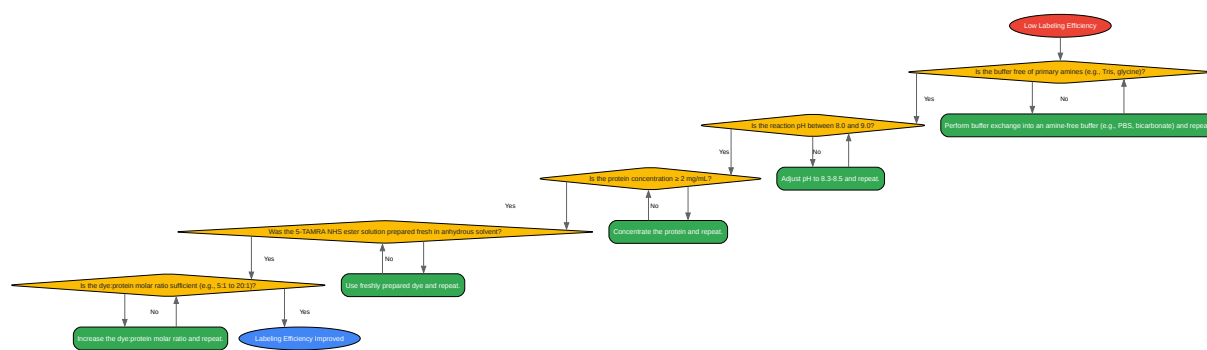 Low Labeling Efficiency
Is the buffer free of primary amines (e.g., Tris, glycine)?
Yes
No
Perform buffer exchange into an amine-free buffer (e.g., PBS, bicarbonate) and repea
Is the reaction pH between 8.0 and 9.0?
Yes
No
Adjust pH to 8.3-8.5 and repeat.
Is the protein concentration ≥ 2 mg/mL?
Yes
No
Concentrate the protein and repeat.
Was the 5-TAMRA NHS ester solution prepared fresh in anhydrous solvent?
Yes
No
Use freshly prepared dye and repeat.
Is the dye:protein molar ratio sufficient (e.g., 5:1 to 20:1)?
No
Yes
Increase the dye:protein molar ratio and repeat.
Labeling Efficiency Improved